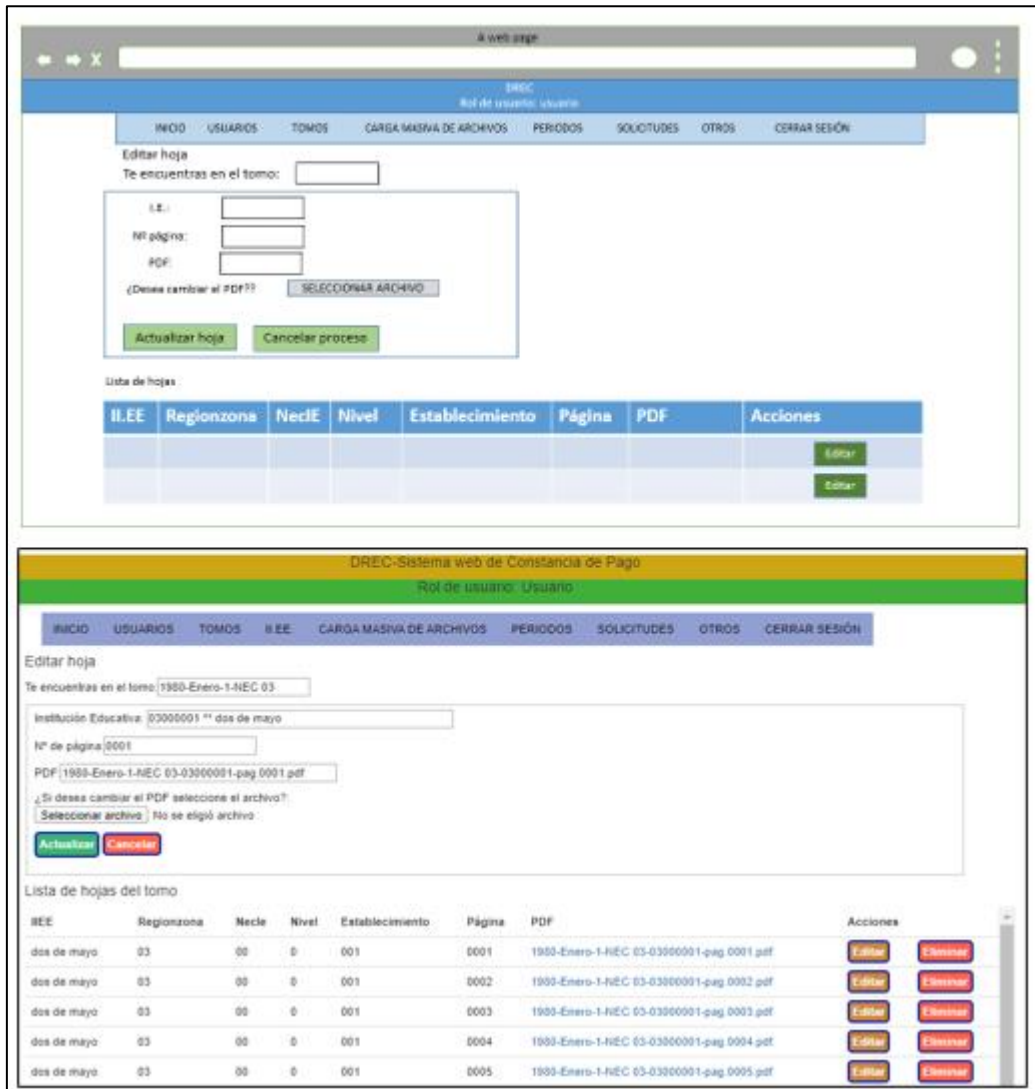 A web page
X
DREC
Rol de usuario: usuario
INICIO USUARIOS TOMOS CARGA MASIVA DE ARCHIVOS PERIODOS SOLICITUDES OTROS CERRAR SESIÓN
Editar hoja
Te encuentras en el tomo:
I.E.:
Nº página:
PDF:
¿Desea cambiar el PDF??
SELECCIONAR ARCHIVO
Actualizar hoja Cancelar proceso
Lista de hojas
II.EE Regionzona NecIE Nivel Establecimiento Página PDF Acciones
Editar
Editar
DREC-Sistema web de Constancia de Pago
Rol de usuario: Usuario
INICIO USUARIOS TOMOS II.EE. CARGA MASIVA DE ARCHIVOS PERIODOS SOLICITUDES OTROS CERRAR SESIÓN
Editar hoja
Te encuentras en el tomo: 1980-Enero-1-NEC 03
Institución Educativa: 03000001 ** dos de mayo
Nº de página 0001
PDF 1980-Enero-1-NEC 03-03000001-pag 0001.pdf
¿Si desea cambiar el PDF seleccione el archivo?:
Seleccionar archivo No se eligió archivo
Actualizar Cancelar
Lista de hojas del tomo
IIEE Regionzona Necle Nivel Establecimiento Página PDF Acciones
dos de mayo 03 00 0 001 0001 1980-Enero-1-NEC 03-03000001-pag 0001.pdf Editar Eliminar
dos de mayo 03 00 0 001 0002 1980-Enero-1-NEC 03-03000001-pag 0002.pdf Editar Eliminar
dos de mayo 03 00 0 001 0003 1980-Enero-1-NEC 03-03000001-pag 0003.pdf Editar Eliminar
dos de mayo 03 00 0 001 0004 1980-Enero-1-NEC 03-03000001-pag 0004.pdf Editar Eliminar
dos de mayo 03 00 0 001 0005 1980-Enero-1-NEC 03-03000001-pag 0005.pdf Editar Eliminar